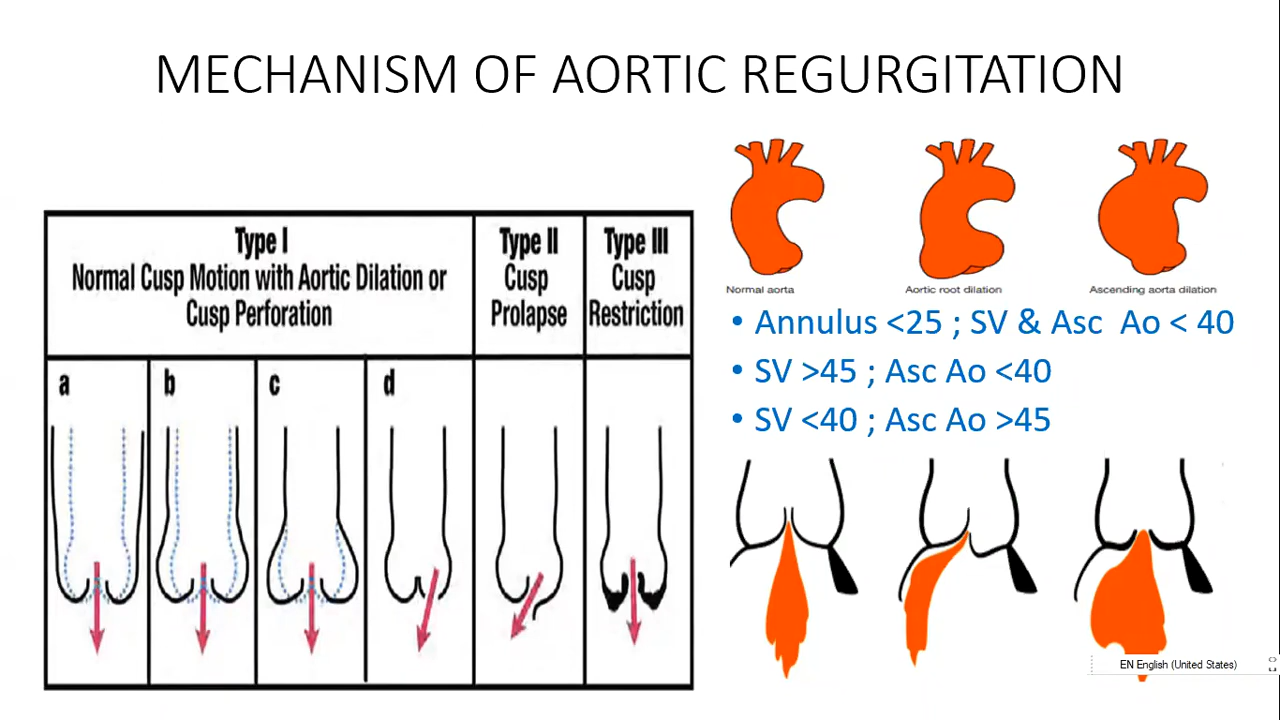 MECHANISM OF AORTIC REGURGITATION
Type I
Normal Cusp Motion with Aortic Dilation or
Cusp Perforation
Type II
Cusp
Prolapse
Type III
Cusp
Restriction
a
b
c
d
Normal aorta
Aortic root dilation
Ascending aorta dilation
• Annulus <25 ; SV & Asc Ao < 40
• SV >45 ; Asc Ao <40
• SV <40 ; Asc Ao >45
EN English (United States)